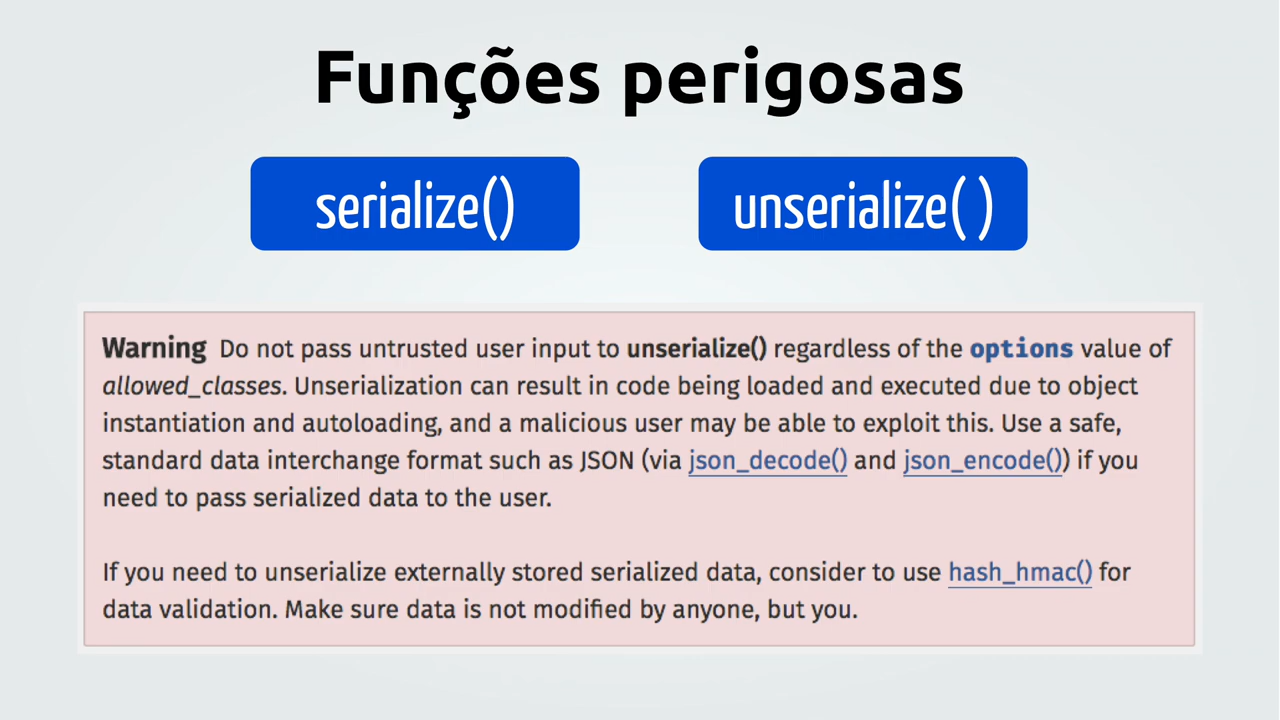 Funções perigosas
serialize()
unserialize( )
Warning Do not pass untrusted user input to unserialize() regardless of the options value of
allowed_classes. Unserialization can result in code being loaded and executed due to object
instantiation and autoloading, and a malicious user may be able to exploit this. Use a safe,
standard data interchange format such as JSON (via json_decode() and json_encode()) if you
need to pass serialized data to the user.
If you need to unserialize externally stored serialized data, consider to use hash_hmac() for
data validation. Make sure data is not modified by anyone, but you.